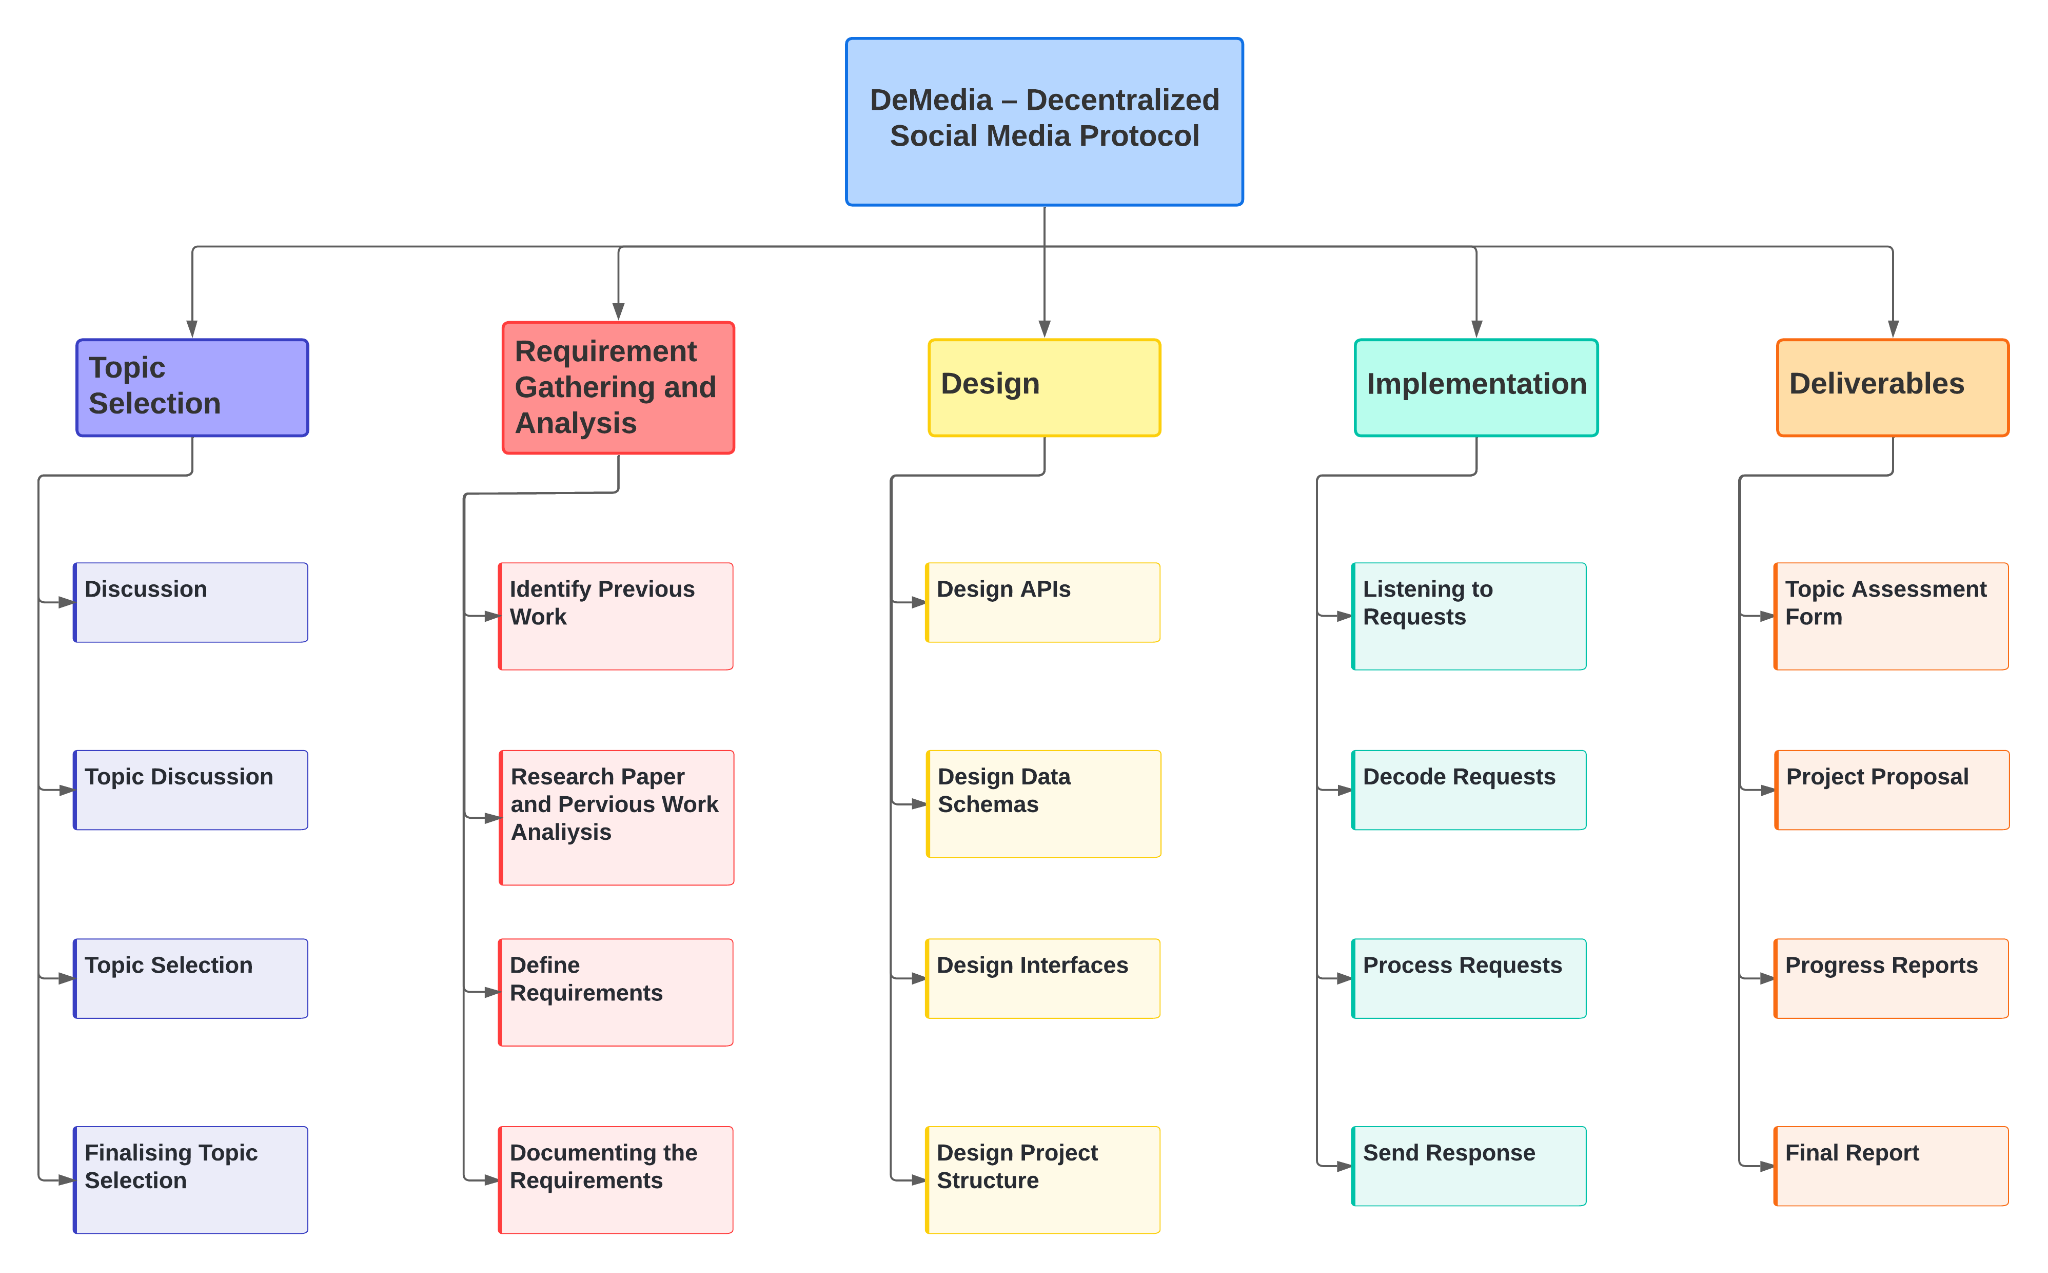 DeMedia – Decentralized
Social Media Protocol
Topic
Selection
Requirement
Gathering and
Analysis
Design
Implementation
Deliverables
Discussion
Topic Discussion
Topic Selection
Finalising Topic
Selection
Identify Previous
Work
Research Paper
and Pervious Work
Analiysis
Define
Requirements
Documenting the
Requirements
Design APIs
Design Data
Schemas
Design Interfaces
Design Project
Structure
Listening to
Requests
Decode Requests
Process Requests
Send Response
Topic Assessment
Form
Project Proposal
Progress Reports
Final Report